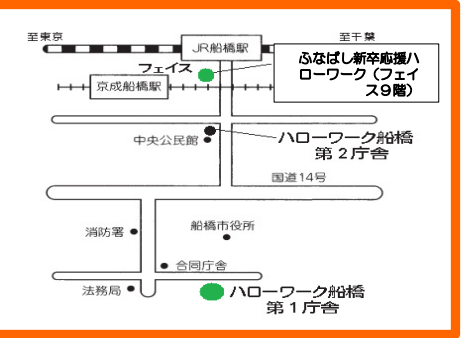 至東京
JR船橋駅
至千葉
フェイス
ふなばし新卒応援ハ
ローワーク（フェイ
ス９階）
京成船橋駅
中央公民館
ハローワーク船橋
第２庁舎
国道14号
消防署
船橋市役所
合同庁舎
法務局
ハローワーク船橋
第１庁舎